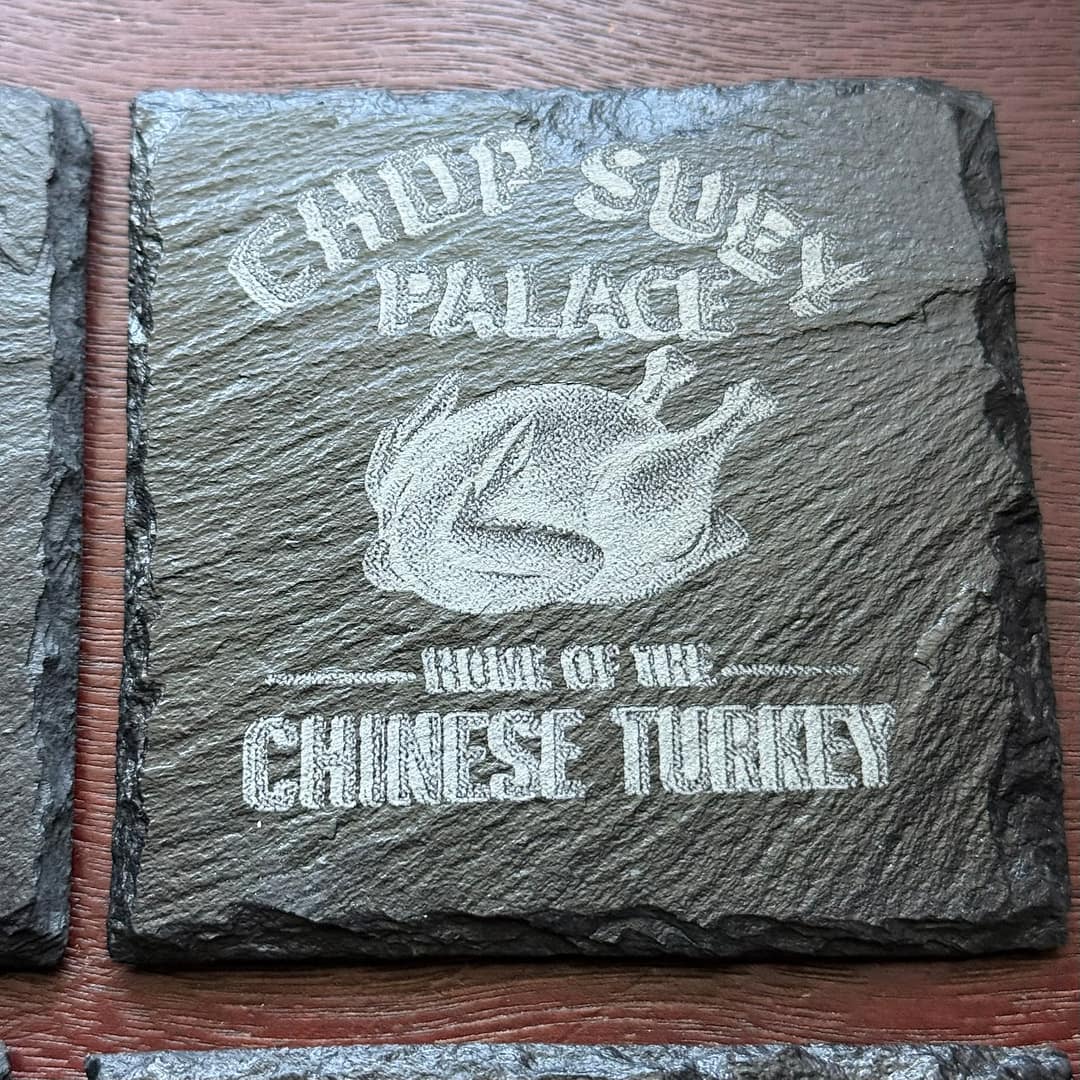 CHOP SUEY
PALACE
HOME OF THE
CHINESE TURKEY